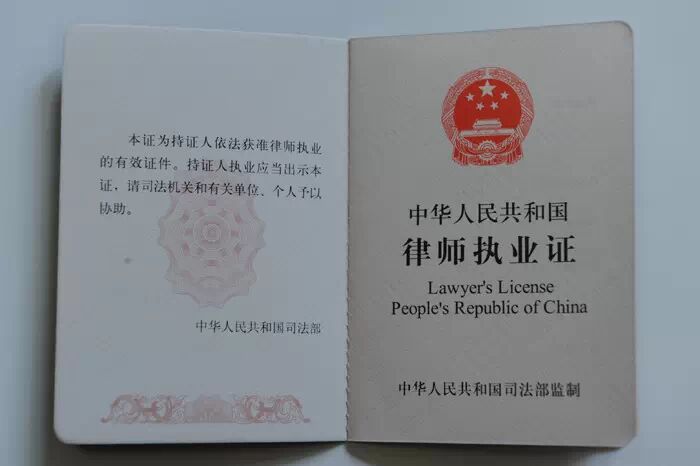 本证为持证人依法获准律师执业
的有效证件。持证人执业应当出示本
证，请司法机关和有关单位、个人予以
协助。
中华人民共和国司法部
中华人民共和国
律师执业证
Lawyer's License
People's Republic of China
中华人民共和国司法部监制